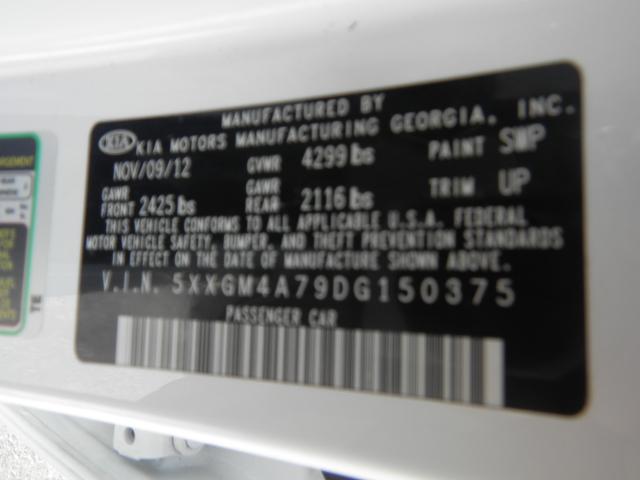 MANUFACTURED BY
KIA KIA MOTORS MANUFACTURING GEORGIA, INC.
NOV/09/12 GVWR 4299 lbs PAINT SWP
GAWR FRONT 2425 lbs GAWR REAR 2116 lbs TRIM UP
THIS VEHICLE CONFORMS TO ALL APPLICABLE U.S.A. FEDERAL
MOTOR VEHICLE SAFETY, BUMPER, AND THEFT PREVENTION STANDARDS
IN EFFECT ON THE DATE OF MANUFACTURE SHOWN ABOVE.
V.I.N. 5XXGM4A79DG150375
PASSENGER CAR